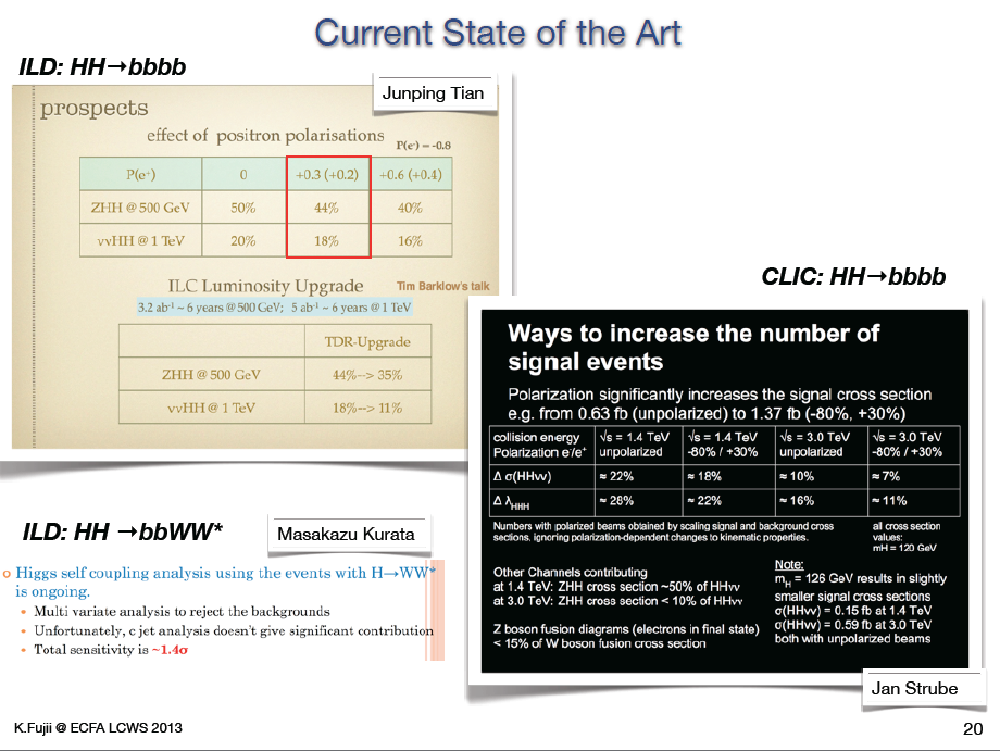 Current State of the Art
ILD: HH→bbbb
Junping Tian
prospects
effect of positron polarisations
P(e-) = -0.8
P(e+) 0 +0.3 (+0.2) +0.6 (+0.4)
ZHH @ 500 GeV 50% 44% 40%
ννHH @ 1 TeV 20% 18% 16%
ILC Luminosity Upgrade
Tim Barklow's talk
3.2 ab-1 ~ 6 years @ 500 GeV; 5 ab-1 ~ 6 years @ 1 TeV
TDR-Upgrade
ZHH @ 500 GeV 44%--> 35%
ννHH @ 1 TeV 18%--> 11%
ILD: HH →bbWW*
Masakazu Kurata
Higgs self coupling analysis using the events with H→WW*
is ongoing.
• Multi variate analysis to reject the backgrounds
• Unfortunately, c jet analysis doesn't give significant contribution
• Total sensitivity is ~1.4σ
CLIC: HH→bbbb
Ways to increase the number of
signal events
Polarization significantly increases the signal cross section
e.g. from 0.63 fb (unpolarized) to 1.37 fb (-80%, +30%)
collision energy √s = 1.4 TeV √s = 1.4 TeV √s = 3.0 TeV √s = 3.0 TeV
Polarization e-/e+ unpolarized -80% / +30% unpolarized -80% / +30%
Δ σ(HHνν) ≈ 22% ≈ 18% ≈ 10% ≈ 7%
Δ λHHH ≈ 28% ≈ 22% ≈ 16% ≈ 11%
Numbers with polarized beams obtained by scaling signal and background cross
sections, ignoring polarization-dependent changes to kinematic properties.
all cross section
values:
mH = 120 GeV
Other Channels contributing
at 1.4 TeV: ZHH cross section ~50% of HHνν
at 3.0 TeV: ZHH cross section < 10% of HHνν
Z boson fusion diagrams (electrons in final state)
< 15% of W boson fusion cross section
Note:
mH = 126 GeV results in slightly
smaller signal cross sections
σ(HHνν) = 0.15 fb at 1.4 TeV
σ(HHνν) = 0.59 fb at 3.0 TeV
both with unpolarized beams
Jan Strube
K.Fujii @ ECFA LCWS 2013
20